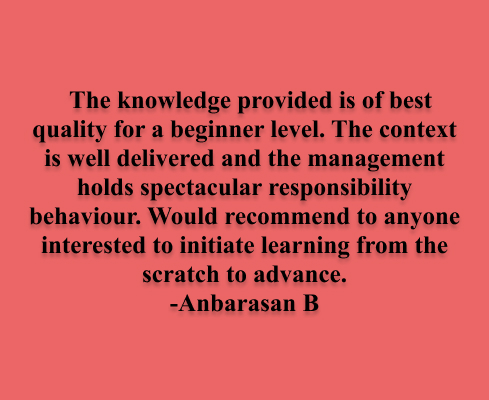 The knowledge provided is of best
quality for a beginner level. The context
is well delivered and the management
holds spectacular responsibility
behaviour. Would recommend to anyone
interested to initiate learning from the
scratch to advance.
-Anbarasan B